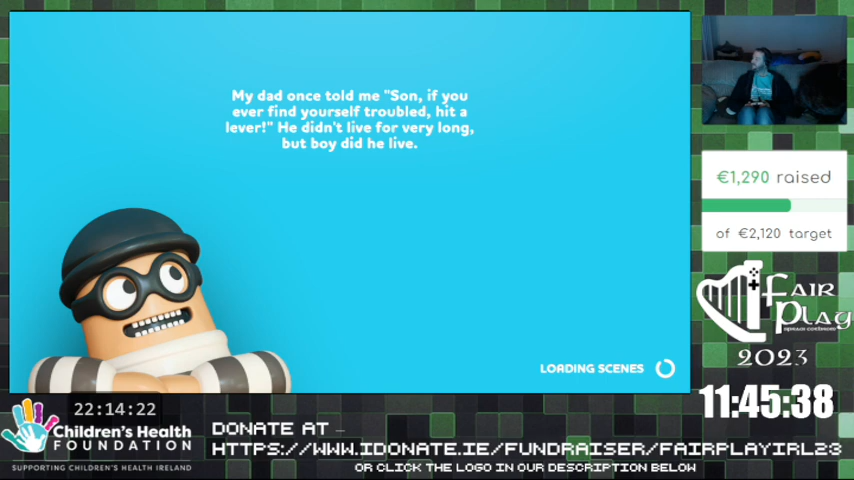 My dad once told me "Son, if you
ever find yourself troubled, hit a
lever!" He didn't live for very long,
but boy did he live.
LOADING SCENES
€1,290 raised
of €2,120 target
FAIR
PLAY
2023
11:45:38
22:14:22
Children's Health
FOUNDATION
SUPPORTING CHILDREN'S HEALTH IRELAND
DONATE AT -
HTTPS://WWW.IDONATE.IE/FUNDRAISER/FAIRPLAYIRL23
OR CLICK THE LOGO IN OUR DESCRIPTION BELOW